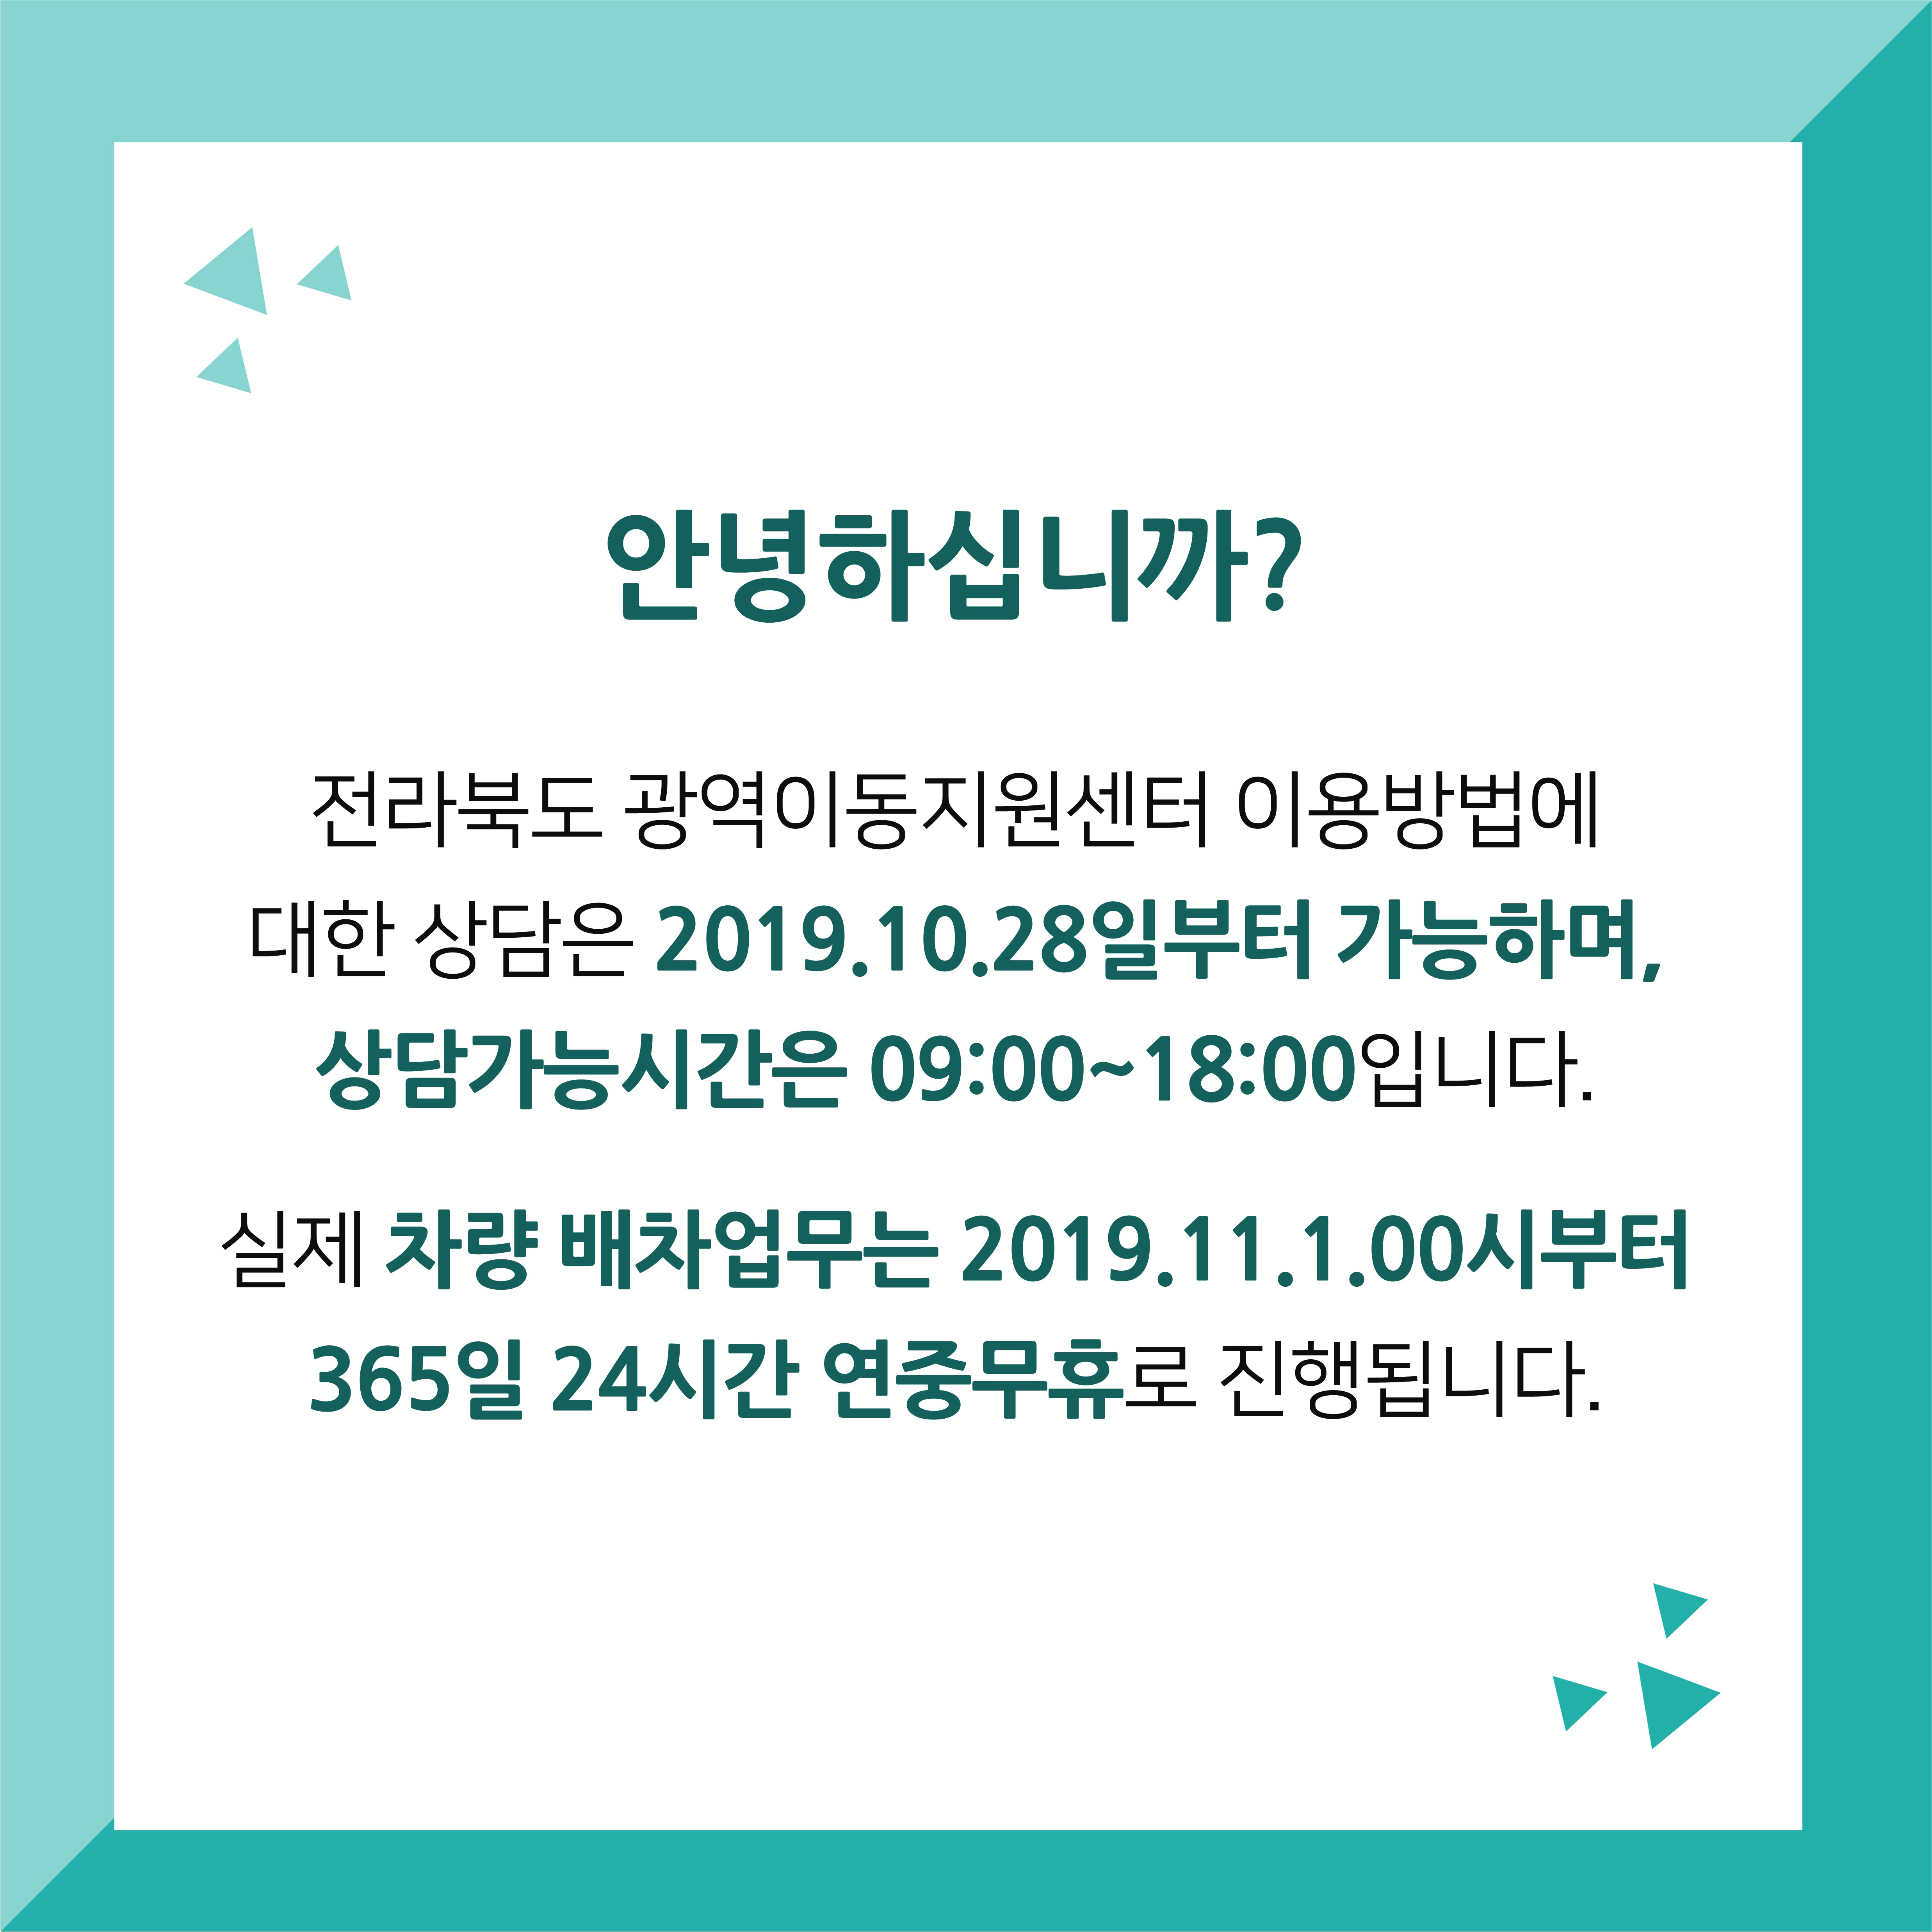 안녕하십니까?
전라북도 광역이동지원센터 이용방법에
대한 상담은 2019.10.28일부터 가능하며,
상담가능시간은 09:00~18:00입니다.
실제 차량 배차업무는 2019.11.1.00시부터
365일 24시간 연중무휴로 진행됩니다.